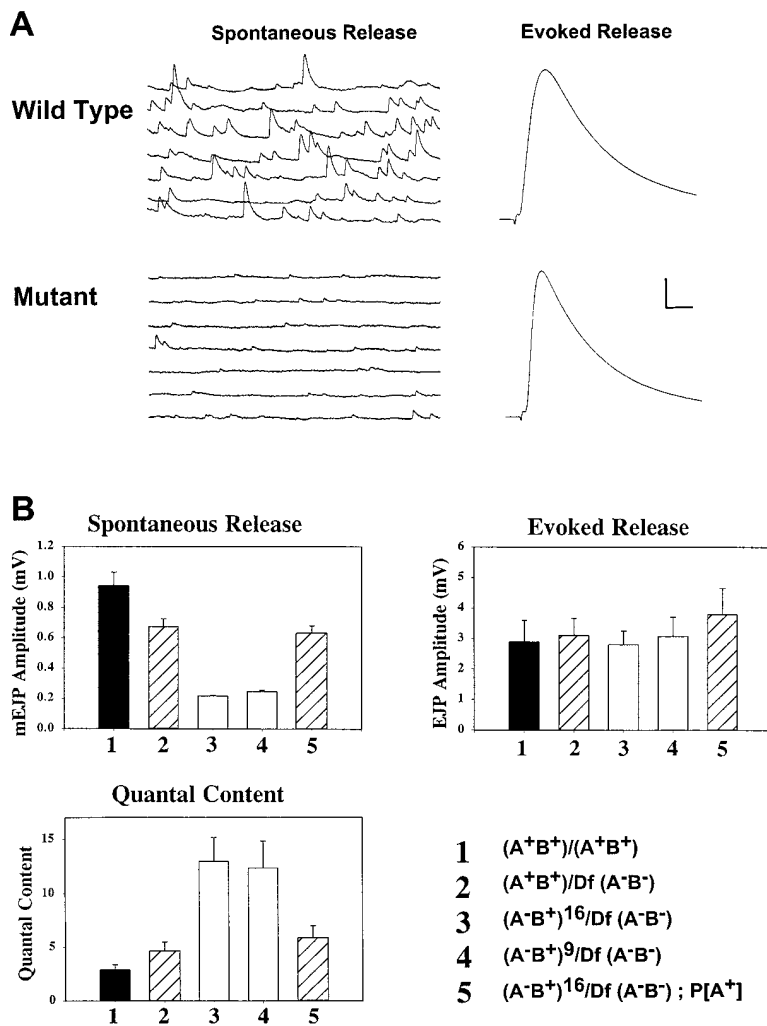 A
Spontaneous Release
Evoked Release
Wild Type
Mutant
B
Spontaneous Release
mEJP Amplitude (mV)
1.2
1.0
0.8
0.6
0.4
0.2
0.0
1 2 3 4 5
Evoked Release
EJP Amplitude (mV)
6
5
4
3
2
1
0
1 2 3 4 5
Quantal Content
Quantal Content
15
10
5
0
1 2 3 4 5
1 (A⁺B⁺)/(A⁺B⁺)
2 (A⁺B⁺)/Df (A⁻B⁻)
3 (A⁻B⁺)¹⁶/Df (A⁻B⁻)
4 (A⁻B⁺)⁹/Df (A⁻B⁻)
5 (A⁻B⁺)¹⁶/Df (A⁻B⁻) ; P[A⁺]